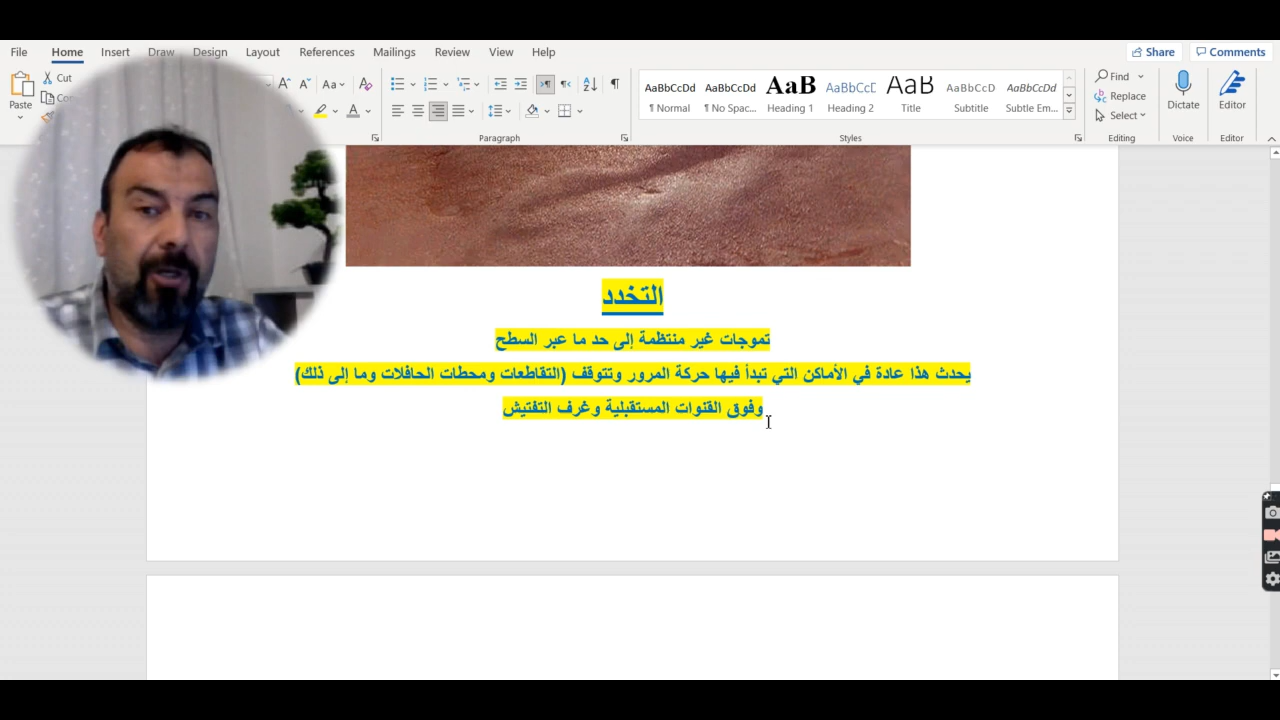 File Home Insert Draw Design Layout References Mailings Review View Help Share Comments
Cut
Paste
Aa
AaBbCcDd AaBbCcDd AaB AaBbCcD AaB AaBbCcD AaBbCcDd
¶ Normal ¶ No Spac... Heading 1 Heading 2 Title Subtitle Subtle Em...
Find
Replace
Select
Dictate
Editor
Paragraph Styles Editing Voice Editor
التخدد
تموجات غير منتظمة إلى حد ما عبر السطح
يحدث هذا عادة في الأماكن التي تبدأ فيها حركة المرور وتتوقف (التقاطعات ومحطات الحافلات وما إلى ذلك)
وفوق القنوات المستقبلية وغرف التفتيش